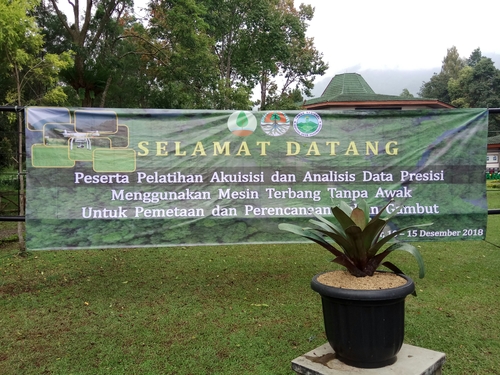 SELAMAT DATANG
Peserta Pelatihan Akuisisi dan Analisis Data Presisi
Menggunakan Mesin Terbang Tanpa Awak
Untuk Pemetaan dan Perencanaan Gambut
15 Desember 2018